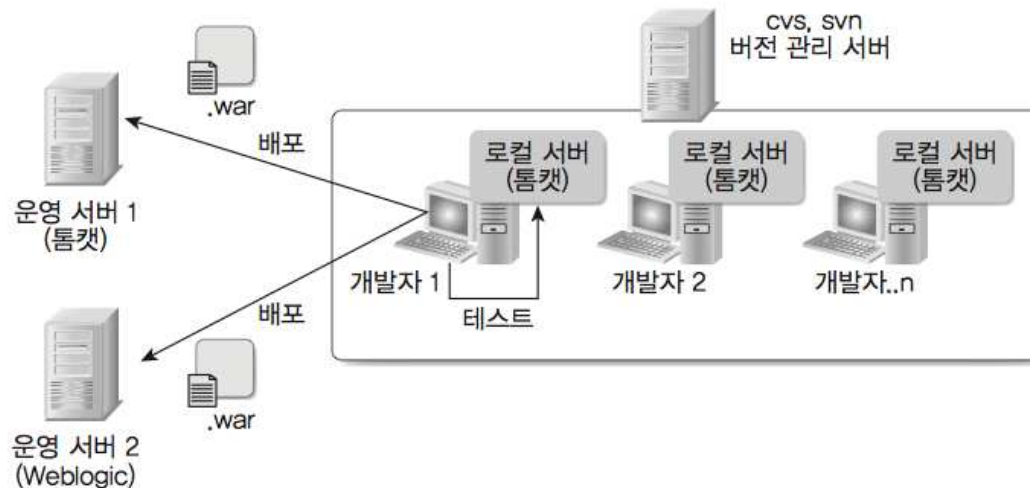 cvs, svn
버전 관리 서버
.war
배포
운영 서버 1
(톰캣)
로컬 서버
(톰캣)
로컬 서버
(톰캣)
로컬 서버
(톰캣)
개발자 1
개발자 2
개발자..n
테스트
배포
.war
운영 서버 2
(Weblogic)